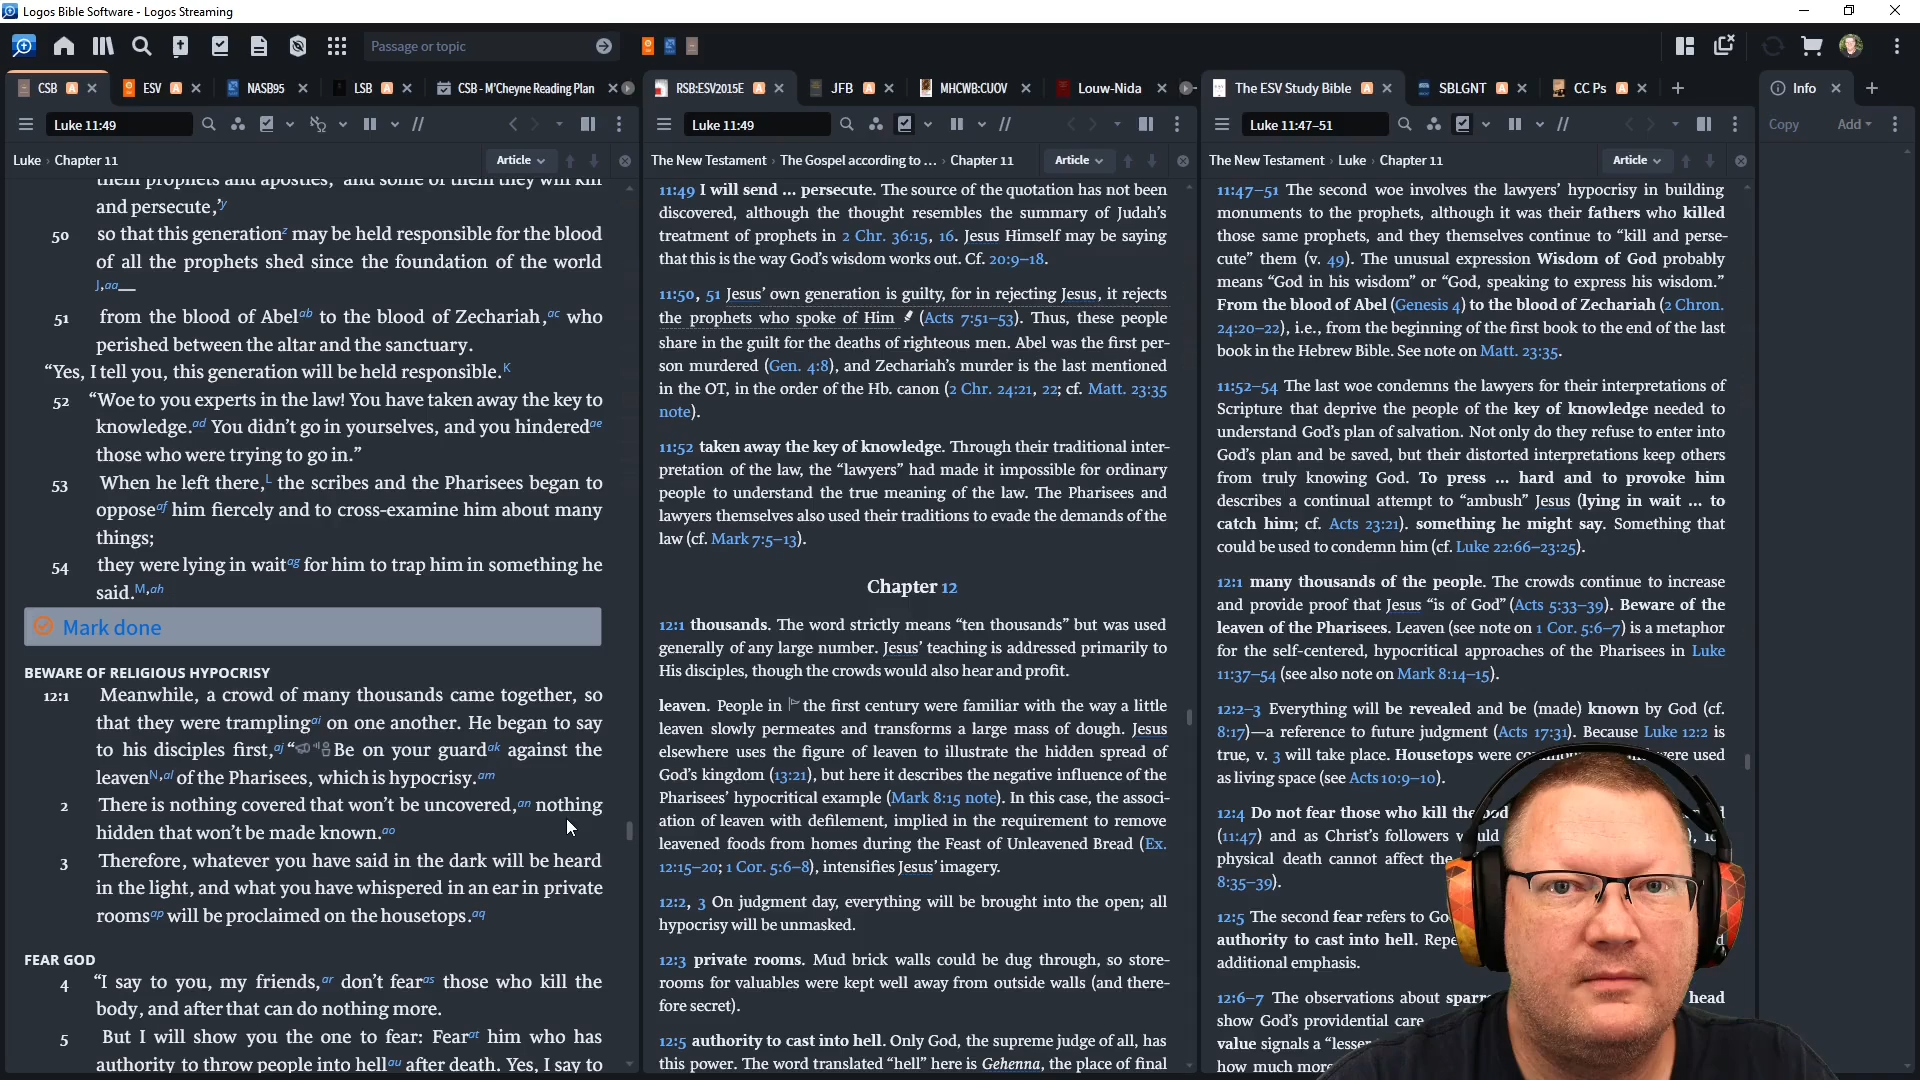 Logos Bible Software - Logos Streaming
Passage or topic
CSB
ESV
NASB95
LSB
CSB - M'Cheyne Reading Plan
RSB:ESV2015E
JFB
MHCWB:CUOV
Louw-Nida
The ESV Study Bible
SBLGNT
CC Ps
Info
Luke 11:49
Luke 11:49
Luke 11:47–51
Copy
Add
Luke › Chapter 11
Article
them prophets and apostles, and some of them they will kill
and persecute,’y
50 so that this generationz may be held responsible for the blood
of all the prophets shed since the foundation of the world
J,aa—
51 from the blood of Abelab to the blood of Zechariah,ac who
perished between the altar and the sanctuary.
“Yes, I tell you, this generation will be held responsible.K
52 “Woe to you experts in the law! You have taken away the key to
knowledge.ad You didn’t go in yourselves, and you hinderedae
those who were trying to go in.”
53 When he left there,L the scribes and the Pharisees began to
opposeaf him fiercely and to cross-examine him about many
things;
54 they were lying in waitag for him to trap him in something he
said.M,ah
Mark done
BEWARE OF RELIGIOUS HYPOCRISY
12:1 Meanwhile, a crowd of many thousands came together, so
that they were tramplingai on one another. He began to say
to his disciples first,aj “Be on your guardak against the
leavenN,al of the Pharisees, which is hypocrisy.am
2 There is nothing covered that won’t be uncovered,an nothing
hidden that won’t be made known.ao
3 Therefore, whatever you have said in the dark will be heard
in the light, and what you have whispered in an ear in private
roomsap will be proclaimed on the housetops.aq
FEAR GOD
4 “I say to you, my friends,ar don’t fearas those who kill the
body, and after that can do nothing more.
5 But I will show you the one to fear: Fearat him who has
authority to throw people into hellau after death. Yes, I say to
The New Testament › The Gospel according to ... › Chapter 11
Article
11:49 I will send ... persecute. The source of the quotation has not been
discovered, although the thought resembles the summary of Judah’s
treatment of prophets in 2 Chr. 36:15, 16. Jesus Himself may be saying
that this is the way God’s wisdom works out. Cf. 20:9–18.
11:50, 51 Jesus’ own generation is guilty, for in rejecting Jesus, it rejects
the prophets who spoke of Him (Acts 7:51–53). Thus, these people
share in the guilt for the deaths of righteous men. Abel was the first per-
son murdered (Gen. 4:8), and Zechariah’s murder is the last mentioned
in the OT, in the order of the Hb. canon (2 Chr. 24:21, 22; cf. Matt. 23:35
note).
11:52 taken away the key of knowledge. Through their traditional inter-
pretation of the law, the “lawyers” had made it impossible for ordinary
people to understand the true meaning of the law. The Pharisees and
lawyers themselves also used their traditions to evade the demands of the
law (cf. Mark 7:5–13).
Chapter 12
12:1 thousands. The word strictly means “ten thousands” but was used
generally of any large number. Jesus’ teaching is addressed primarily to
His disciples, though the crowds would also hear and profit.
leaven. People in the first century were familiar with the way a little
leaven slowly permeates and transforms a large mass of dough. Jesus
elsewhere uses the figure of leaven to illustrate the hidden spread of
God’s kingdom (13:21), but here it describes the negative influence of the
Pharisees’ hypocritical example (Mark 8:15 note). In this case, the associ-
ation of leaven with defilement, implied in the requirement to remove
leavened foods from homes during the Feast of Unleavened Bread (Ex.
12:15–20; 1 Cor. 5:6–8), intensifies Jesus’ imagery.
12:2, 3 On judgment day, everything will be brought into the open; all
hypocrisy will be unmasked.
12:3 private rooms. Mud brick walls could be dug through, so store-
rooms for valuables were kept well away from outside walls (and there-
fore secret).
12:5 authority to cast into hell. Only God, the supreme judge of all, has
this power. The word translated “hell” here is Gehenna, the place of final
The New Testament › Luke › Chapter 11
Article
11:47–51 The second woe involves the lawyers’ hypocrisy in building
monuments to the prophets, although it was their fathers who killed
those same prophets, and they themselves continue to “kill and perse-
cute” them (v. 49). The unusual expression Wisdom of God probably
means “God in his wisdom” or “God, speaking to express his wisdom.”
From the blood of Abel (Genesis 4) to the blood of Zechariah (2 Chron.
24:20–22), i.e., from the beginning of the first book to the end of the last
book in the Hebrew Bible. See note on Matt. 23:35.
11:52–54 The last woe condemns the lawyers for their interpretations of
Scripture that deprive the people of the key of knowledge needed to
understand God’s plan of salvation. Not only do they refuse to enter into
God’s plan and be saved, but their distorted interpretations keep others
from truly knowing God. To press ... hard and to provoke him
describes a continual attempt to “ambush” Jesus (lying in wait ... to
catch him; cf. Acts 23:21). something he might say. Something that
could be used to condemn him (cf. Luke 22:66–23:25).
12:1 many thousands of the people. The crowds continue to increase
and provide proof that Jesus “is of God” (Acts 5:33–39). Beware of the
leaven of the Pharisees. Leaven (see note on 1 Cor. 5:6–7) is a metaphor
for the self-centered, hypocritical approaches of the Pharisees in Luke
11:37–54 (see also note on Mark 8:14–15).
12:2–3 Everything will be revealed and be (made) known by God (cf.
8:17)—a reference to future judgment (Acts 17:31). Because Luke 12:2 is
true, v. 3 will take place. Housetops were used
as living space (see Acts 10:9–10).
12:4 Do not fear those who kill the
(11:47) and as Christ’s followers
physical death cannot affect the
8:35–39).
12:5 The second fear refers to
authority to cast into hell.
additional emphasis.
12:6–7 The observations about head
show God’s providential care
value signals a
how much more